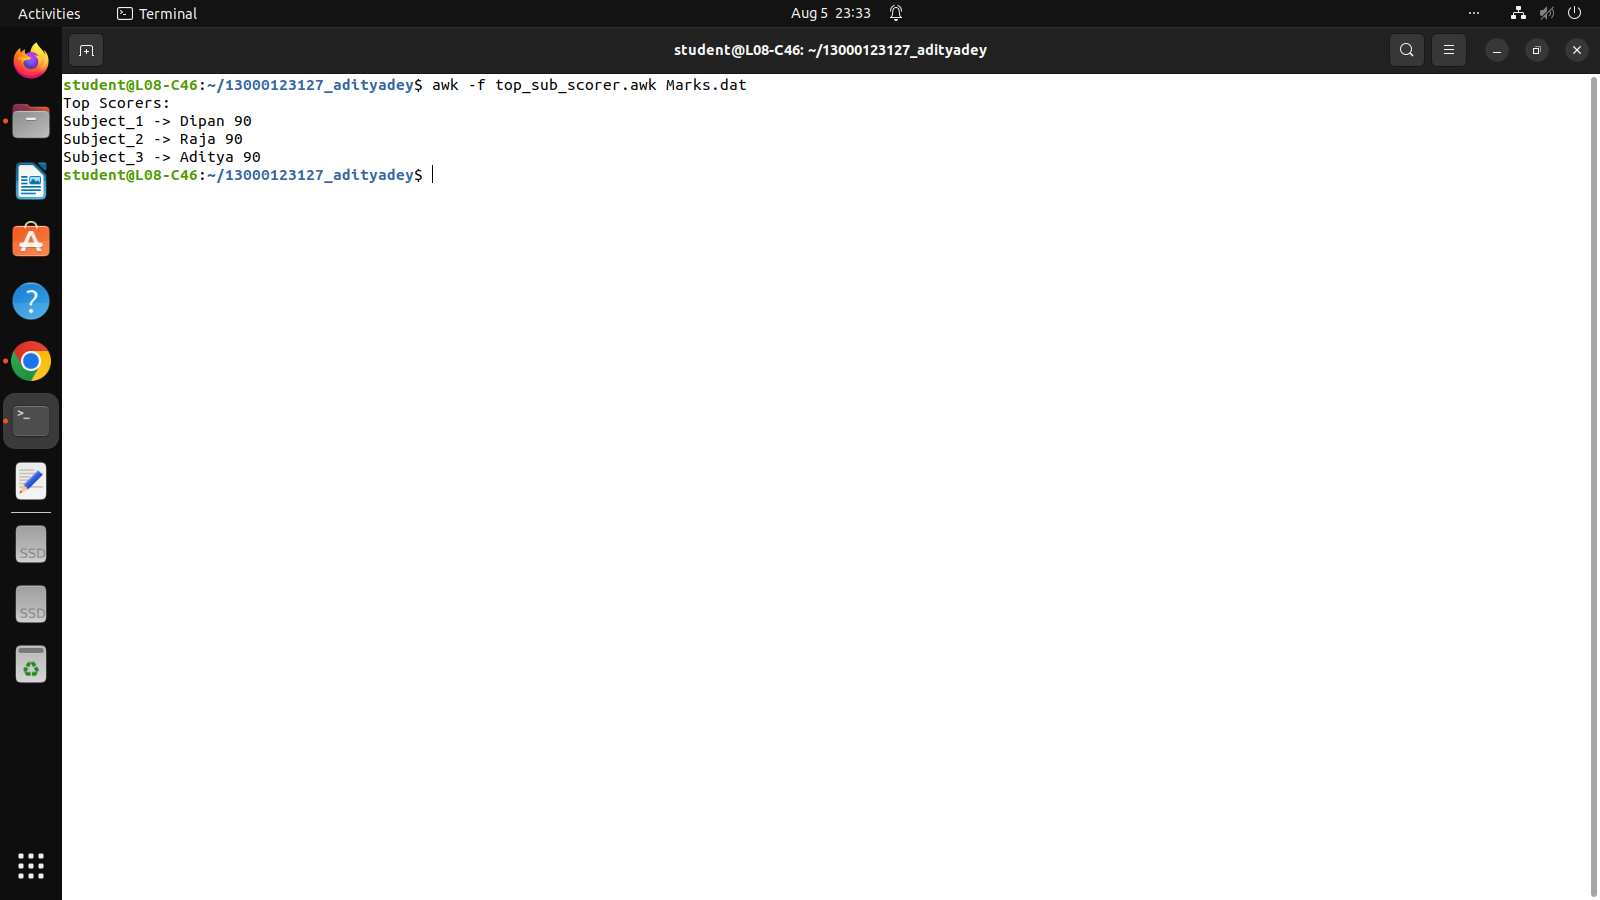 Activities Terminal Aug 5 23:33
student@L08-C46: ~/13000123127_adityadey
student@L08-C46:~/13000123127_adityadey$ awk -f top_sub_scorer.awk Marks.dat
Top Scorers:
Subject_1 -> Dipan 90
Subject_2 -> Raja 90
Subject_3 -> Aditya 90
student@L08-C46:~/13000123127_adityadey$
SSD
SSD